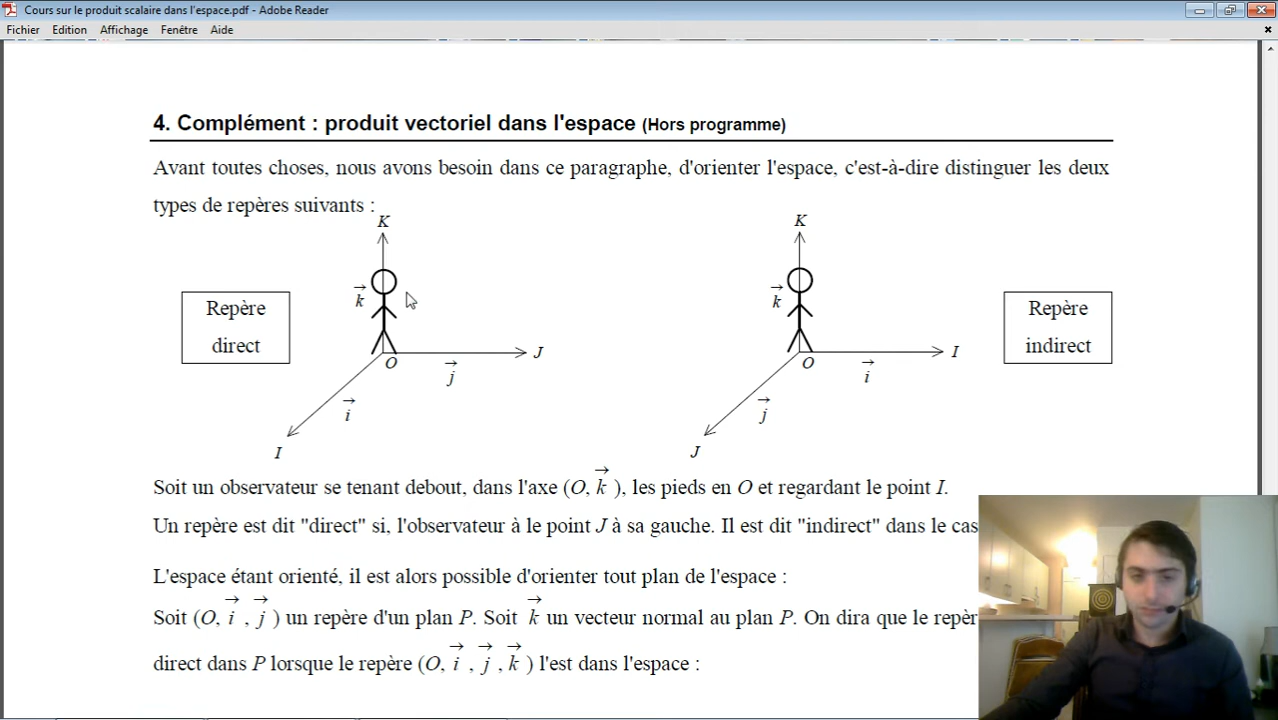 Cours sur le produit scalaire dans l'espace.pdf - Adobe Reader
Fichier Edition Affichage Fenêtre Aide
4. Complément : produit vectoriel dans l'espace (Hors programme)
Avant toutes choses, nous avons besoin dans ce paragraphe, d'orienter l'espace, c'est-à-dire distinguer les deux
types de repères suivants :
K
K
Repère
direct
k
k
Repère
indirect
O
J
O
I
j
i
i
j
I
J
Soit un observateur se tenant debout, dans l'axe (O, k ), les pieds en O et regardant le point I.
Un repère est dit "direct" si, l'observateur à le point J à sa gauche. Il est dit "indirect" dans le cas
L'espace étant orienté, il est alors possible d'orienter tout plan de l'espace :
Soit (O, i , j ) un repère d'un plan P. Soit k un vecteur normal au plan P. On dira que le repèr
direct dans P lorsque le repère (O, i , j , k ) l'est dans l'espace :